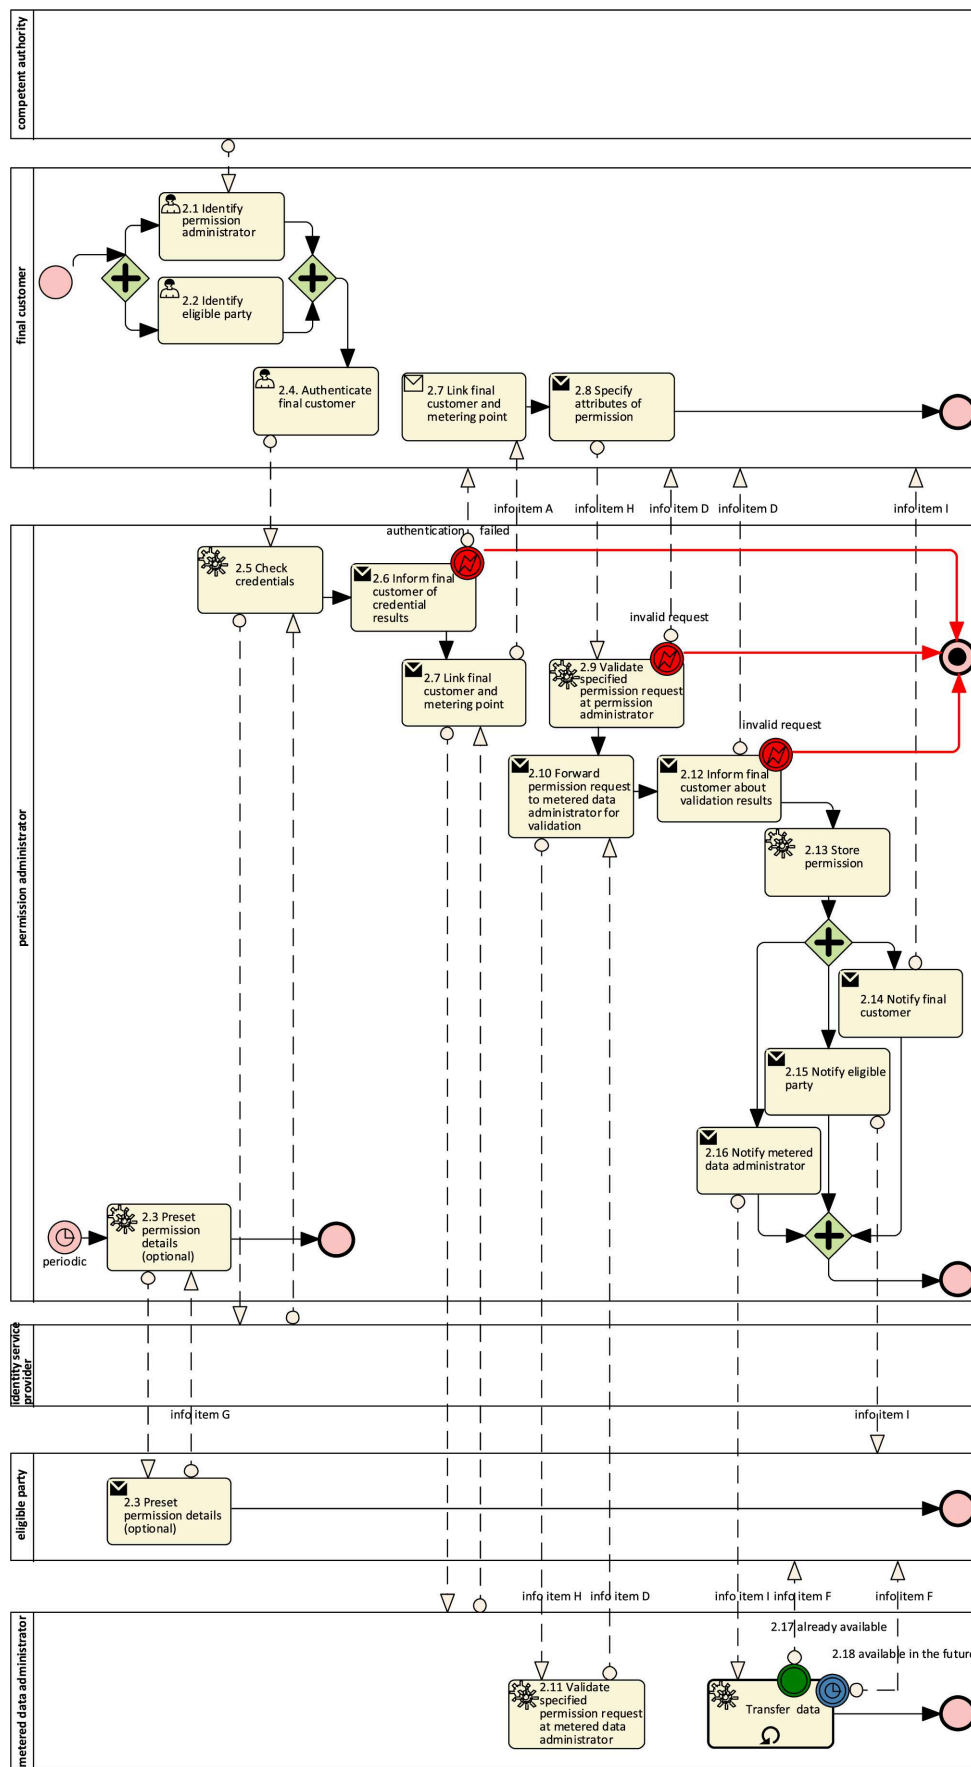 competent authority
final customer
2.1 Identify
permission
administrator
2.2 Identify
eligible party
2.4. Authenticate
final customer
2.7 Link final
customer and
metering point
2.8 Specify
attributes of
permission
info item A
info item H
info item D
info item D
info item I
permission administrator
authentication failed
2.5 Check
credentials
2.6 Inform final
customer of
credential
results
invalid request
2.7 Link final
customer and
metering point
2.9 Validate
specified
permission request
at permission
administrator
invalid request
2.10 Forward
permission request
to metered data
administrator for
validation
2.12 Inform final
customer about
validation results
2.13 Store
permission
2.14 Notify final
customer
2.15 Notify eligible
party
2.16 Notify metered
data administrator
periodic
2.3 Preset
permission
details
(optional)
identity service
provider
info item G
info item I
eligible party
2.3 Preset
permission details
(optional)
info item H
info item D
info item I
info item F
info item F
metered data administrator
2.17 already available
2.18 available in the future
2.11 Validate
specified
permission request
at metered data
administrator
Transfer data